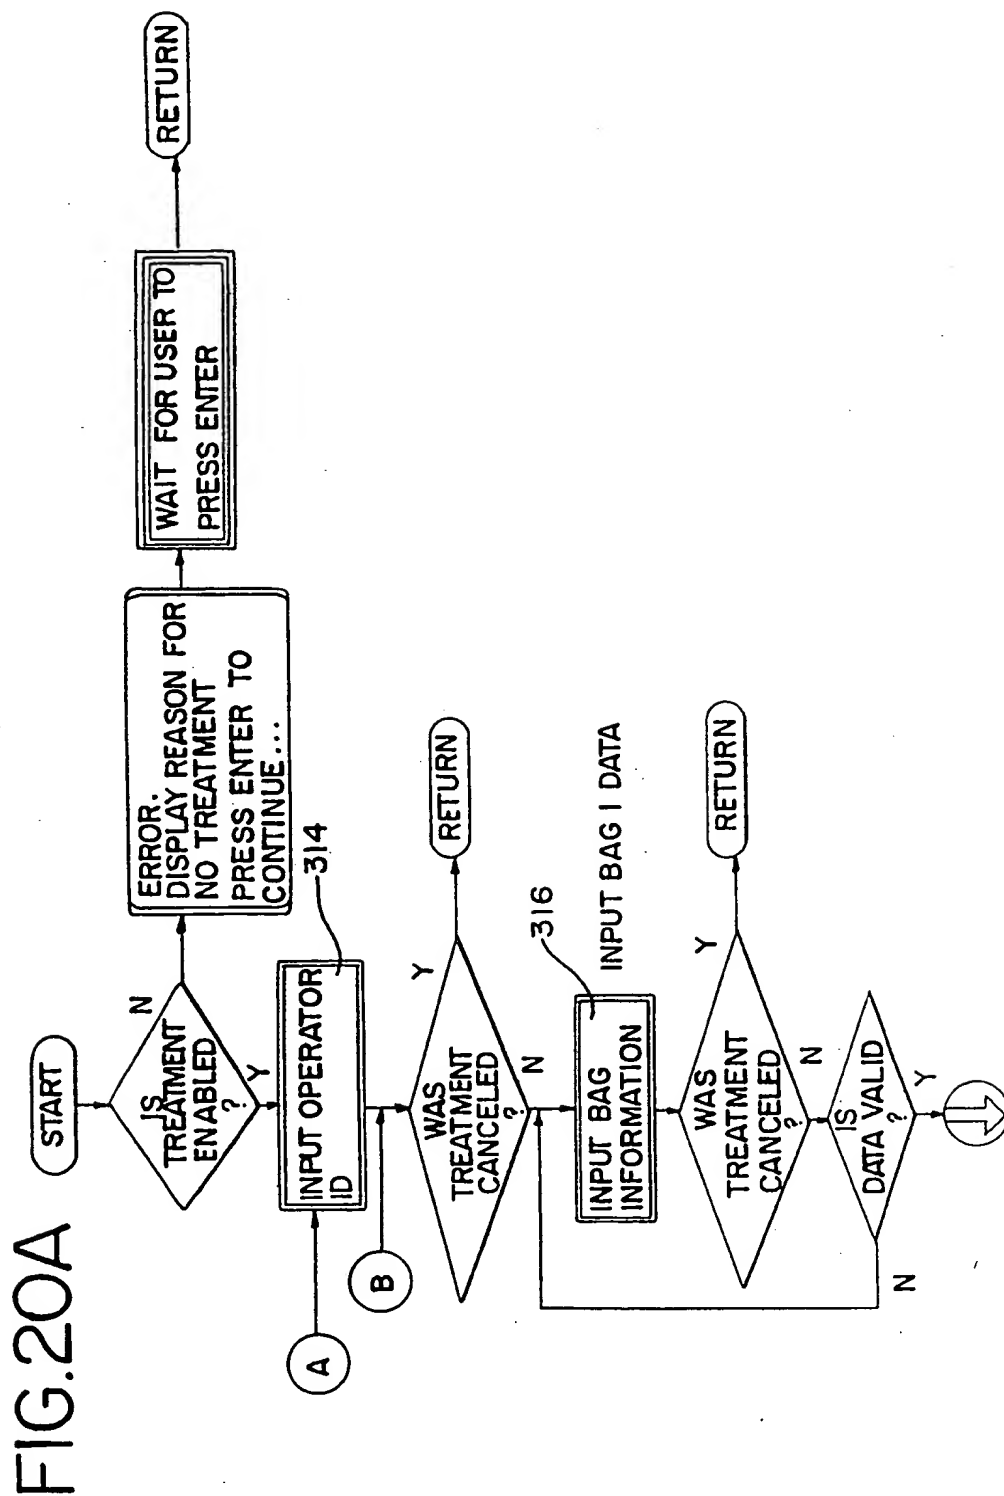 FIG.20A
START
IS
TREATMENT
ENABLED
?
N
Y
ERROR.
DISPLAY REASON FOR
NO TREATMENT
PRESS ENTER TO
CONTINUE...
WAIT FOR USER TO
PRESS ENTER
RETURN
314
INPUT OPERATOR
ID
A
B
WAS
TREATMENT
CANCELED
?
Y
RETURN
N
316
INPUT BAG
INFORMATION
INPUT BAG 1 DATA
WAS
TREATMENT
CANCELED
?
Y
RETURN
N
IS
DATA VALID
?
Y
N